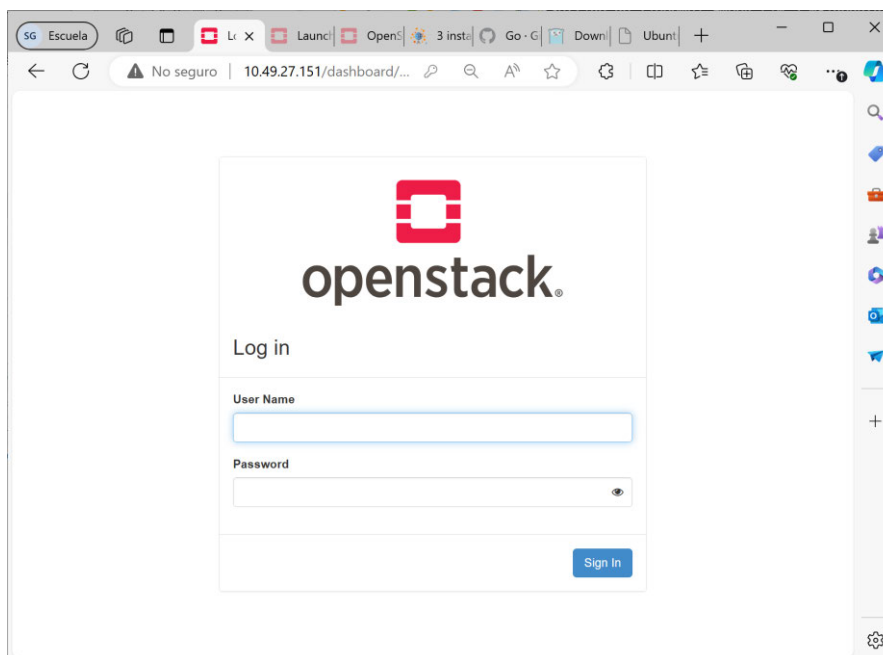 SG Escuela Lc Launch OpenS 3 insta Go · G Downl Ubunt
No seguro 10.49.27.151/dashboard/...
openstack®
Log in
User Name
Password
Sign In